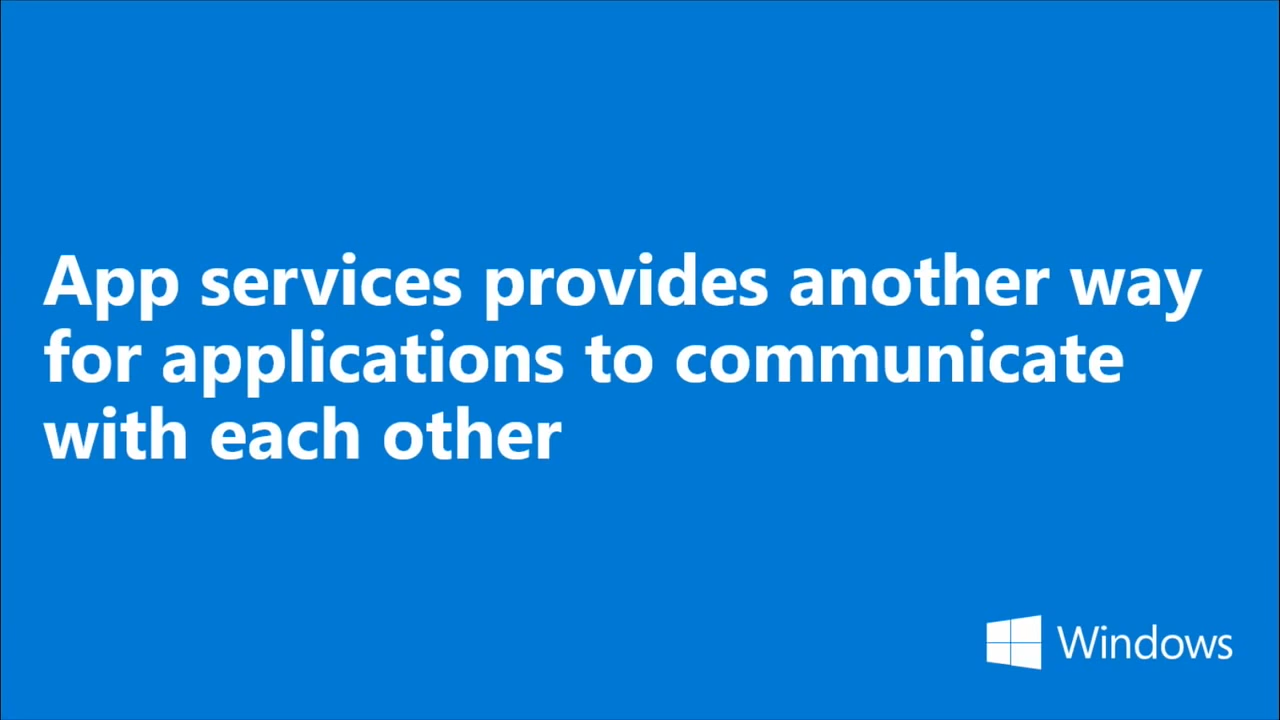 App services provides another way
for applications to communicate
with each other
Windows